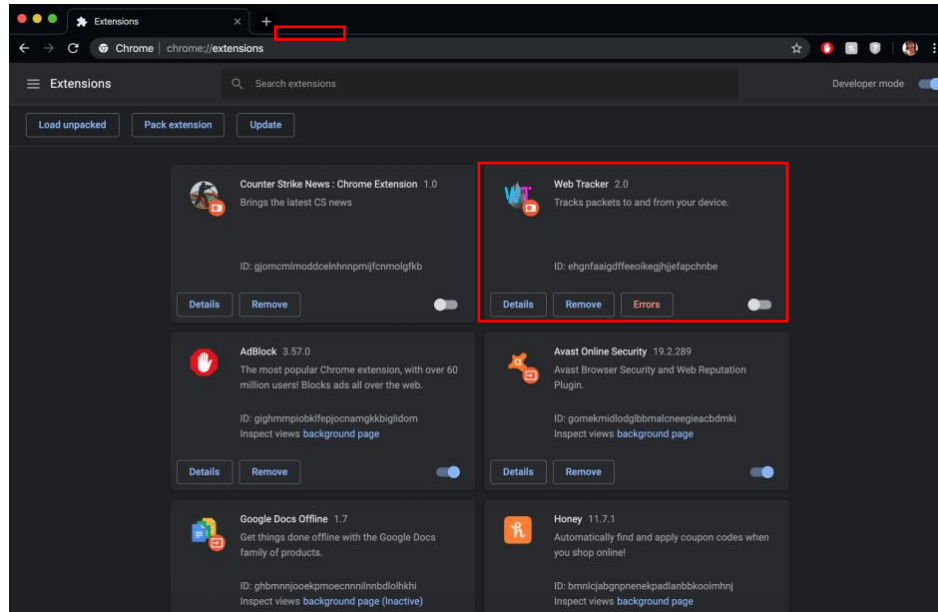 Extensions
Chrome | chrome://extensions
Extensions
Search extensions
Developer mode
Load unpacked
Pack extension
Update
Counter Strike News : Chrome Extension 1.0
Brings the latest CS news
ID: gjomcmlmoddcelnhnnpmijfcnmolgfkb
Details
Remove
Web Tracker 2.0
Tracks packets to and from your device.
ID: ehgnfaaigdffeeoikegjhjjefapchnbe
Details
Remove
Errors
AdBlock 3.57.0
The most popular Chrome extension, with over 60
million users! Blocks ads all over the web.
ID: gighmmpiobklfepjocnamgkkbiglidom
Inspect views background page
Details
Remove
Avast Online Security 19.2.289
Avast Browser Security and Web Reputation
Plugin.
ID: gomekmidlodglbbmalcneegieacbdmki
Inspect views background page
Details
Remove
Google Docs Offline 1.7
Get things done offline with the Google Docs
family of products.
ID: ghbmnnjooekpmoecnnnilnnbdlolhkhi
Inspect views background page (Inactive)
Honey 11.7.1
Automatically find and apply coupon codes when
you shop online!
ID: bmnlcjabgnpnenekpadlanbbkooimhnj
Inspect views background page